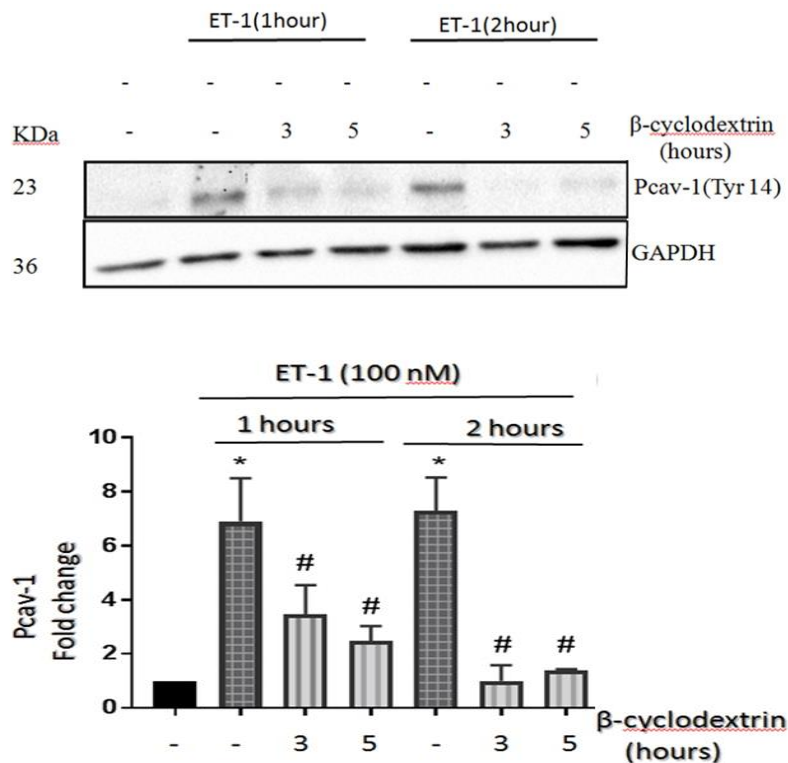 ET-1(1hour) ET-1(2hour)
- - - - - - -
KDa - - 3 5 - 3 5 β-cyclodextrin
(hours)
23 Pcav-1(Tyr 14)
36 GAPDH
ET-1 (100 nM)
1 hours 2 hours
10
* *
8
6
# #
4
# #
2
0
Pcav-1
Fold change
- - 3 5 - 3 5 β-cyclodextrin
(hours)